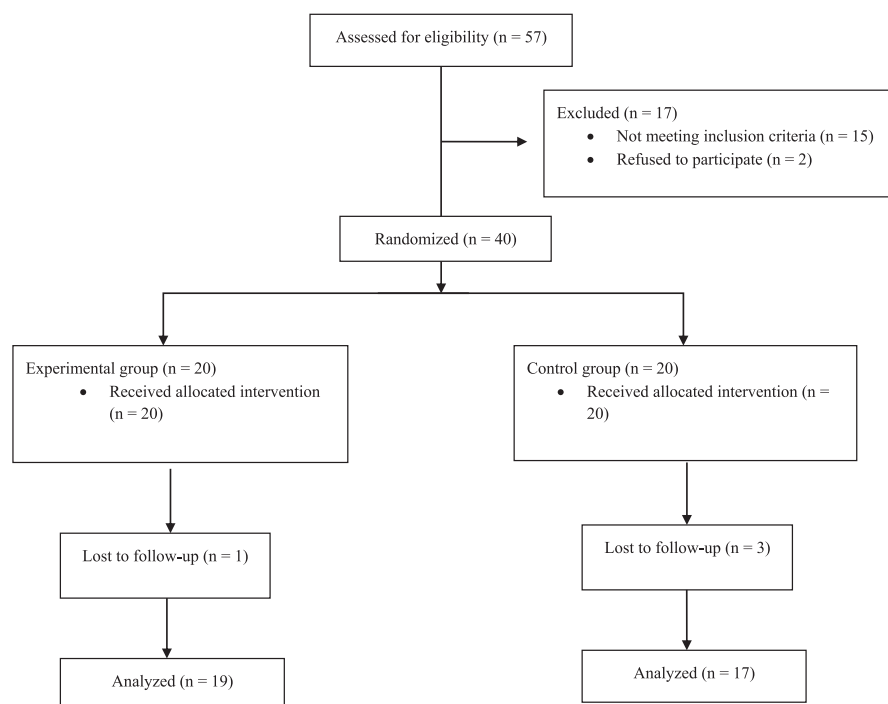 Assessed for eligibility (n = 57)
Excluded (n = 17)
• Not meeting inclusion criteria (n = 15)
• Refused to participate (n = 2)
Randomized (n = 40)
Experimental group (n = 20)
• Received allocated intervention
(n = 20)
Control group (n = 20)
• Received allocated intervention (n =
20)
Lost to follow-up (n = 1)
Lost to follow-up (n = 3)
Analyzed (n = 19)
Analyzed (n = 17)